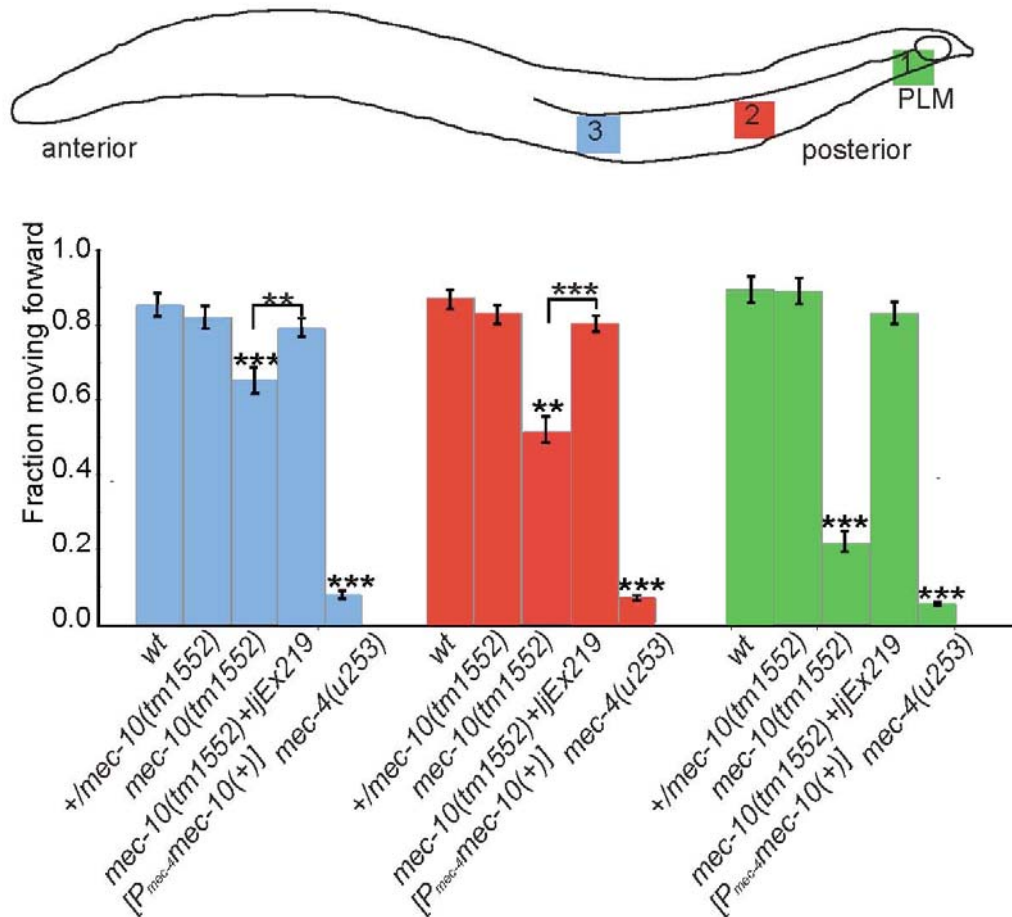 1
PLM
2
3
anterior
posterior
Fraction moving forward
1.0
0.8
0.6
0.4
0.2
0.0
***
**
***
**
***
***
***
***
wt
+/mec-10(tm1552)
mec-10(tm1552)
mec-10(tm1552)+ljEx219
[Pmec-4mec-10(+)]
mec-4(u253)
wt
+/mec-10(tm1552)
mec-10(tm1552)
mec-10(tm1552)+ljEx219
[Pmec-4mec-10(+)]
mec-4(u253)
wt
+/mec-10(tm1552)
mec-10(tm1552)
mec-10(tm1552)+ljEx219
[Pmec-4mec-10(+)]
mec-4(u253)